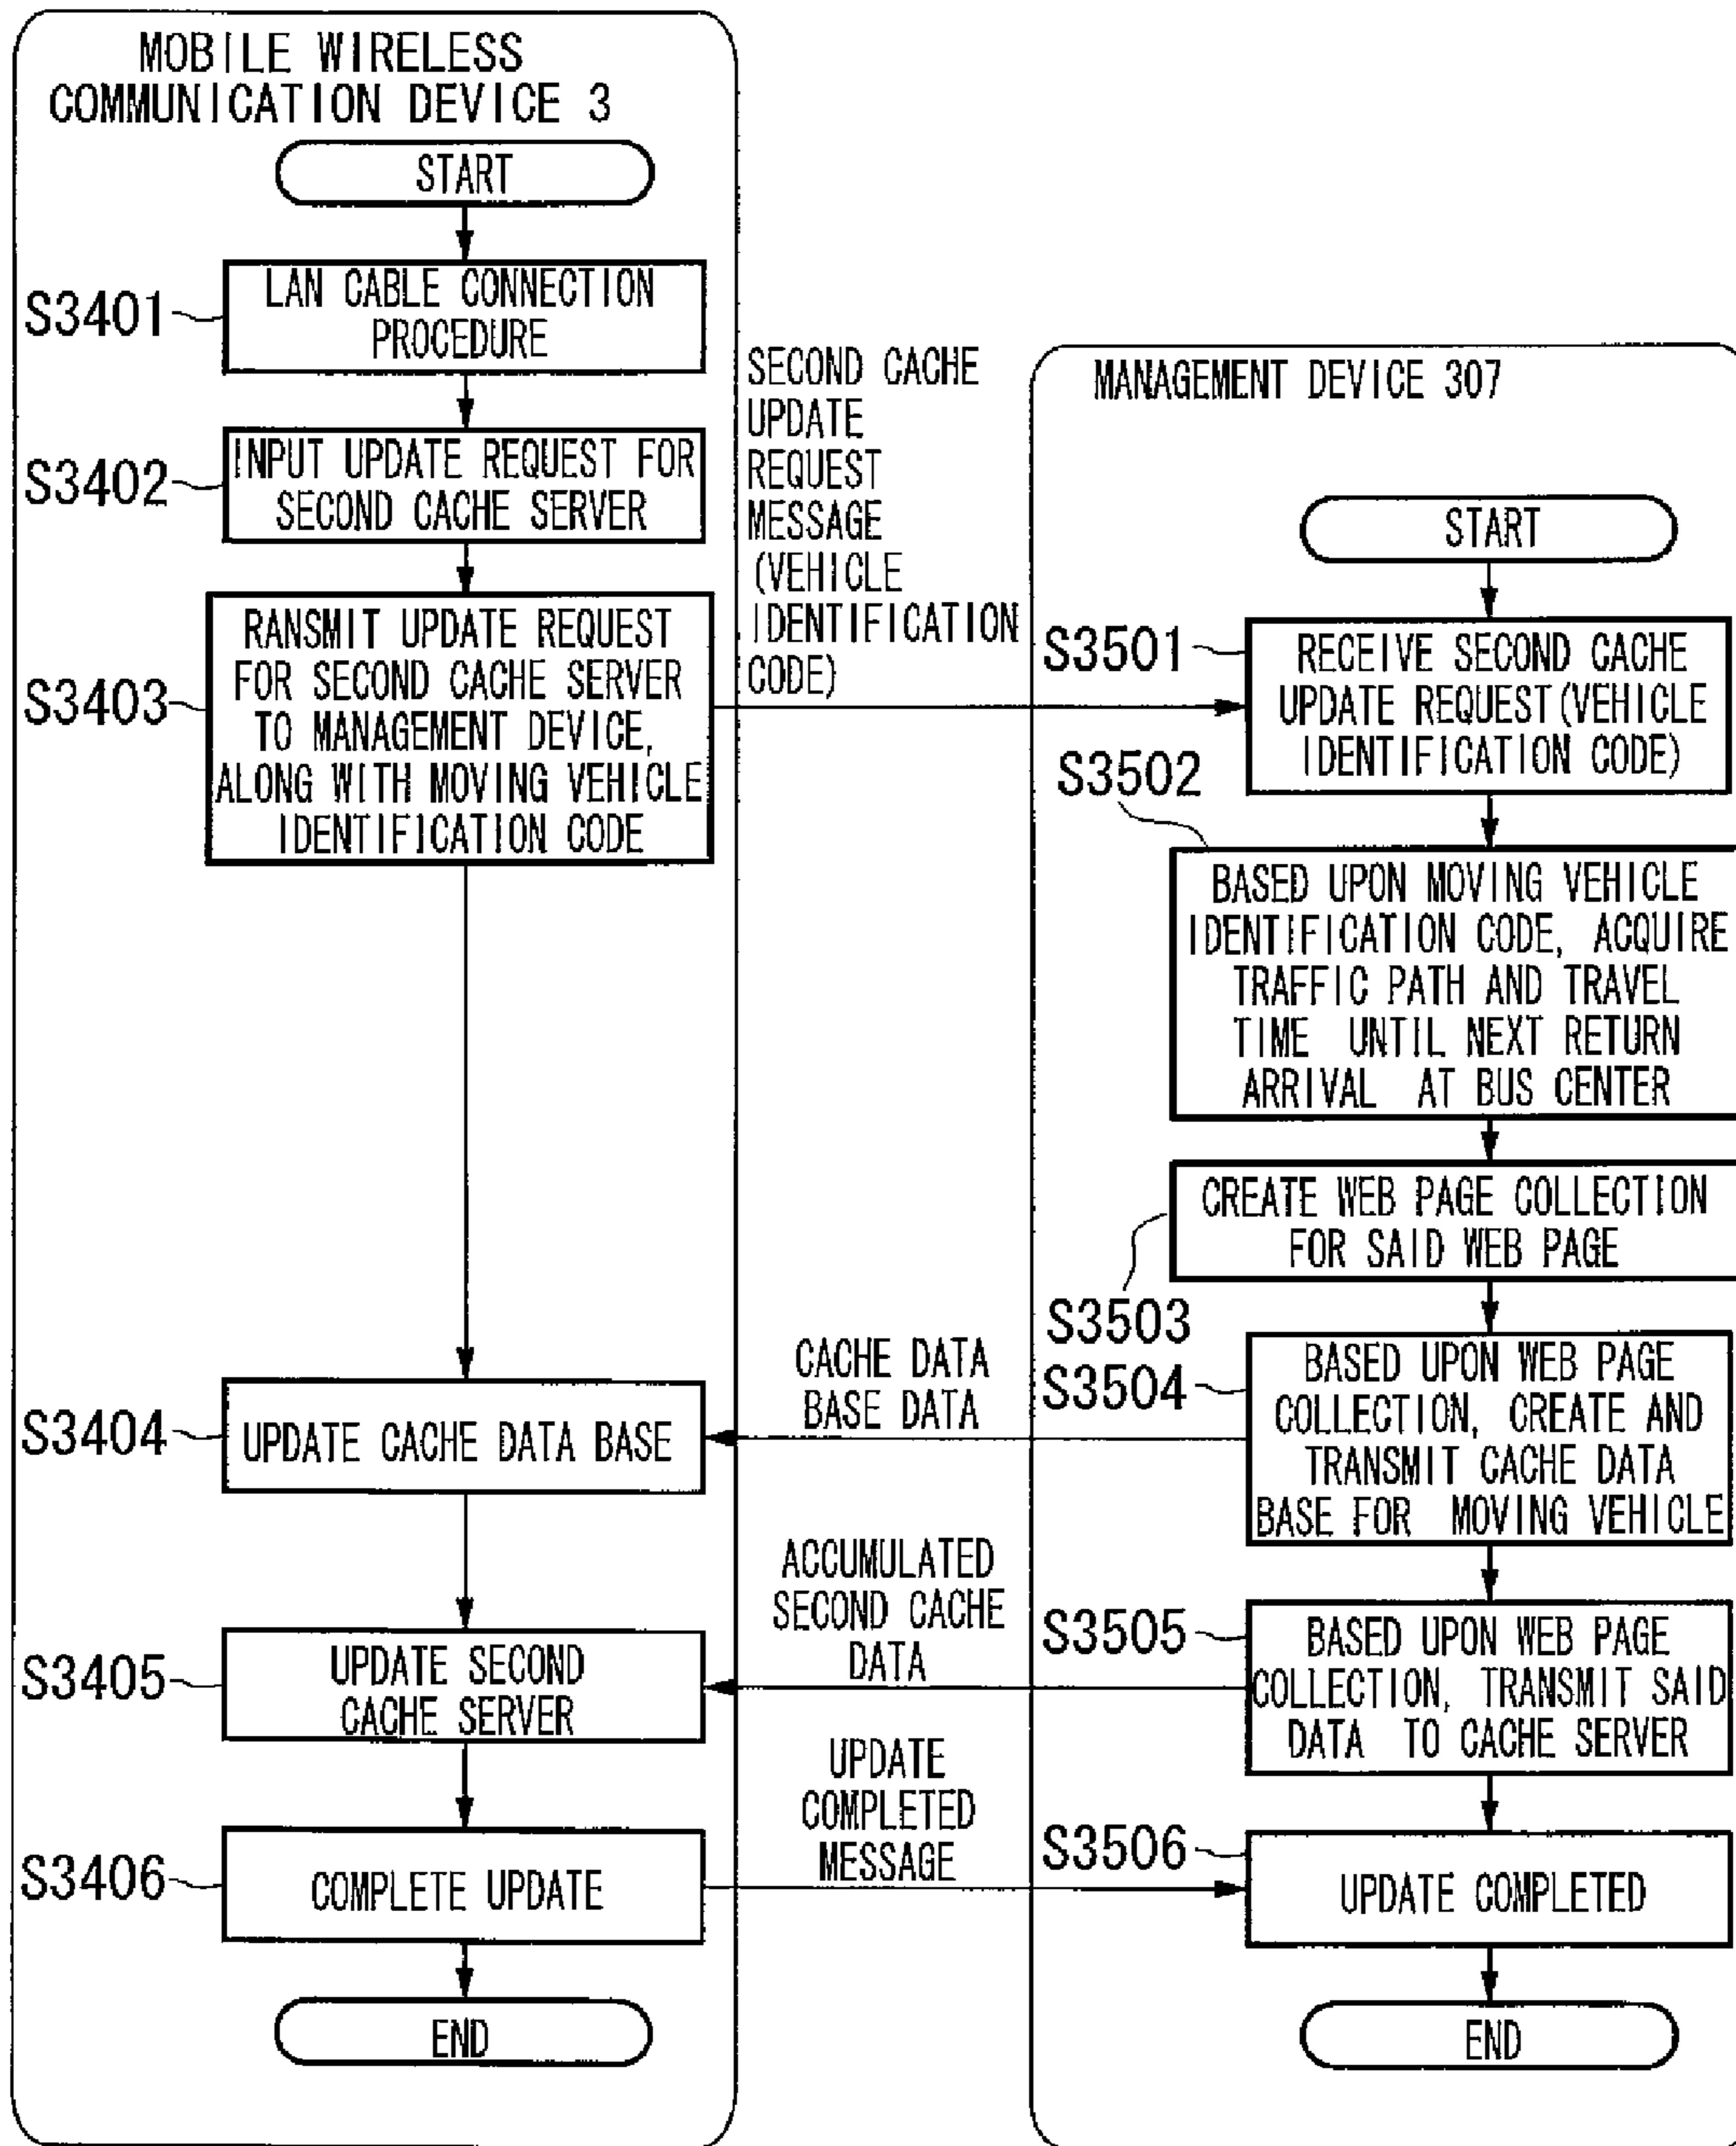 MOBILE WIRELESS
COMMUNICATION DEVICE 3
START
S3401
LAN CABLE CONNECTION
PROCEDURE
S3402
INPUT UPDATE REQUEST FOR
SECOND CACHE SERVER
S3403
RANSMIT UPDATE REQUEST
FOR SECOND CACHE SERVER
TO MANAGEMENT DEVICE,
ALONG WITH MOVING VEHICLE
IDENTIFICATION CODE
S3404
UPDATE CACHE DATA BASE
S3405
UPDATE SECOND
CACHE SERVER
S3406
COMPLETE UPDATE
END
SECOND CACHE
UPDATE
REQUEST
MESSAGE
(VEHICLE
IDENTIFICATION
CODE)
CACHE DATA
BASE DATA
ACCUMULATED
SECOND CACHE
DATA
UPDATE
COMPLETED
MESSAGE
MANAGEMENT DEVICE 307
START
S3501
RECEIVE SECOND CACHE
UPDATE REQUEST(VEHICLE
IDENTIFICATION CODE)
S3502
BASED UPON MOVING VEHICLE
IDENTIFICATION CODE, ACQUIRE
TRAFFIC PATH AND TRAVEL
TIME UNTIL NEXT RETURN
ARRIVAL AT BUS CENTER
CREATE WEB PAGE COLLECTION
FOR SAID WEB PAGE
S3503
S3504
BASED UPON WEB PAGE
COLLECTION, CREATE AND
TRANSMIT CACHE DATA
BASE FOR MOVING VEHICLE
S3505
BASED UPON WEB PAGE
COLLECTION, TRANSMIT SAID
DATA TO CACHE SERVER
S3506
UPDATE COMPLETED
END